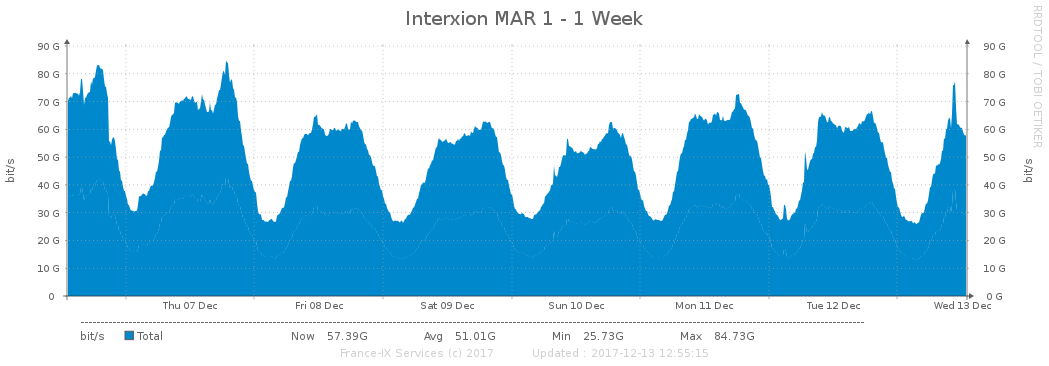 Interxion MAR 1 - 1 Week
RRDTOOL / TOBI OETIKER
90 G 90 G
80 G 80 G
70 G 70 G
60 G 60 G
50 G 50 G
40 G 40 G
30 G 30 G
20 G 20 G
10 G 10 G
0 0 G
bit/s
bit/s
Thu 07 Dec Fri 08 Dec Sat 09 Dec Sun 10 Dec Mon 11 Dec Tue 12 Dec Wed 13 Dec
bit/s Total Now 57.39G Avg 51.01G Min 25.73G Max 84.73G
France-IX Services (c) 2017 Updated : 2017-12-13 12:55:15